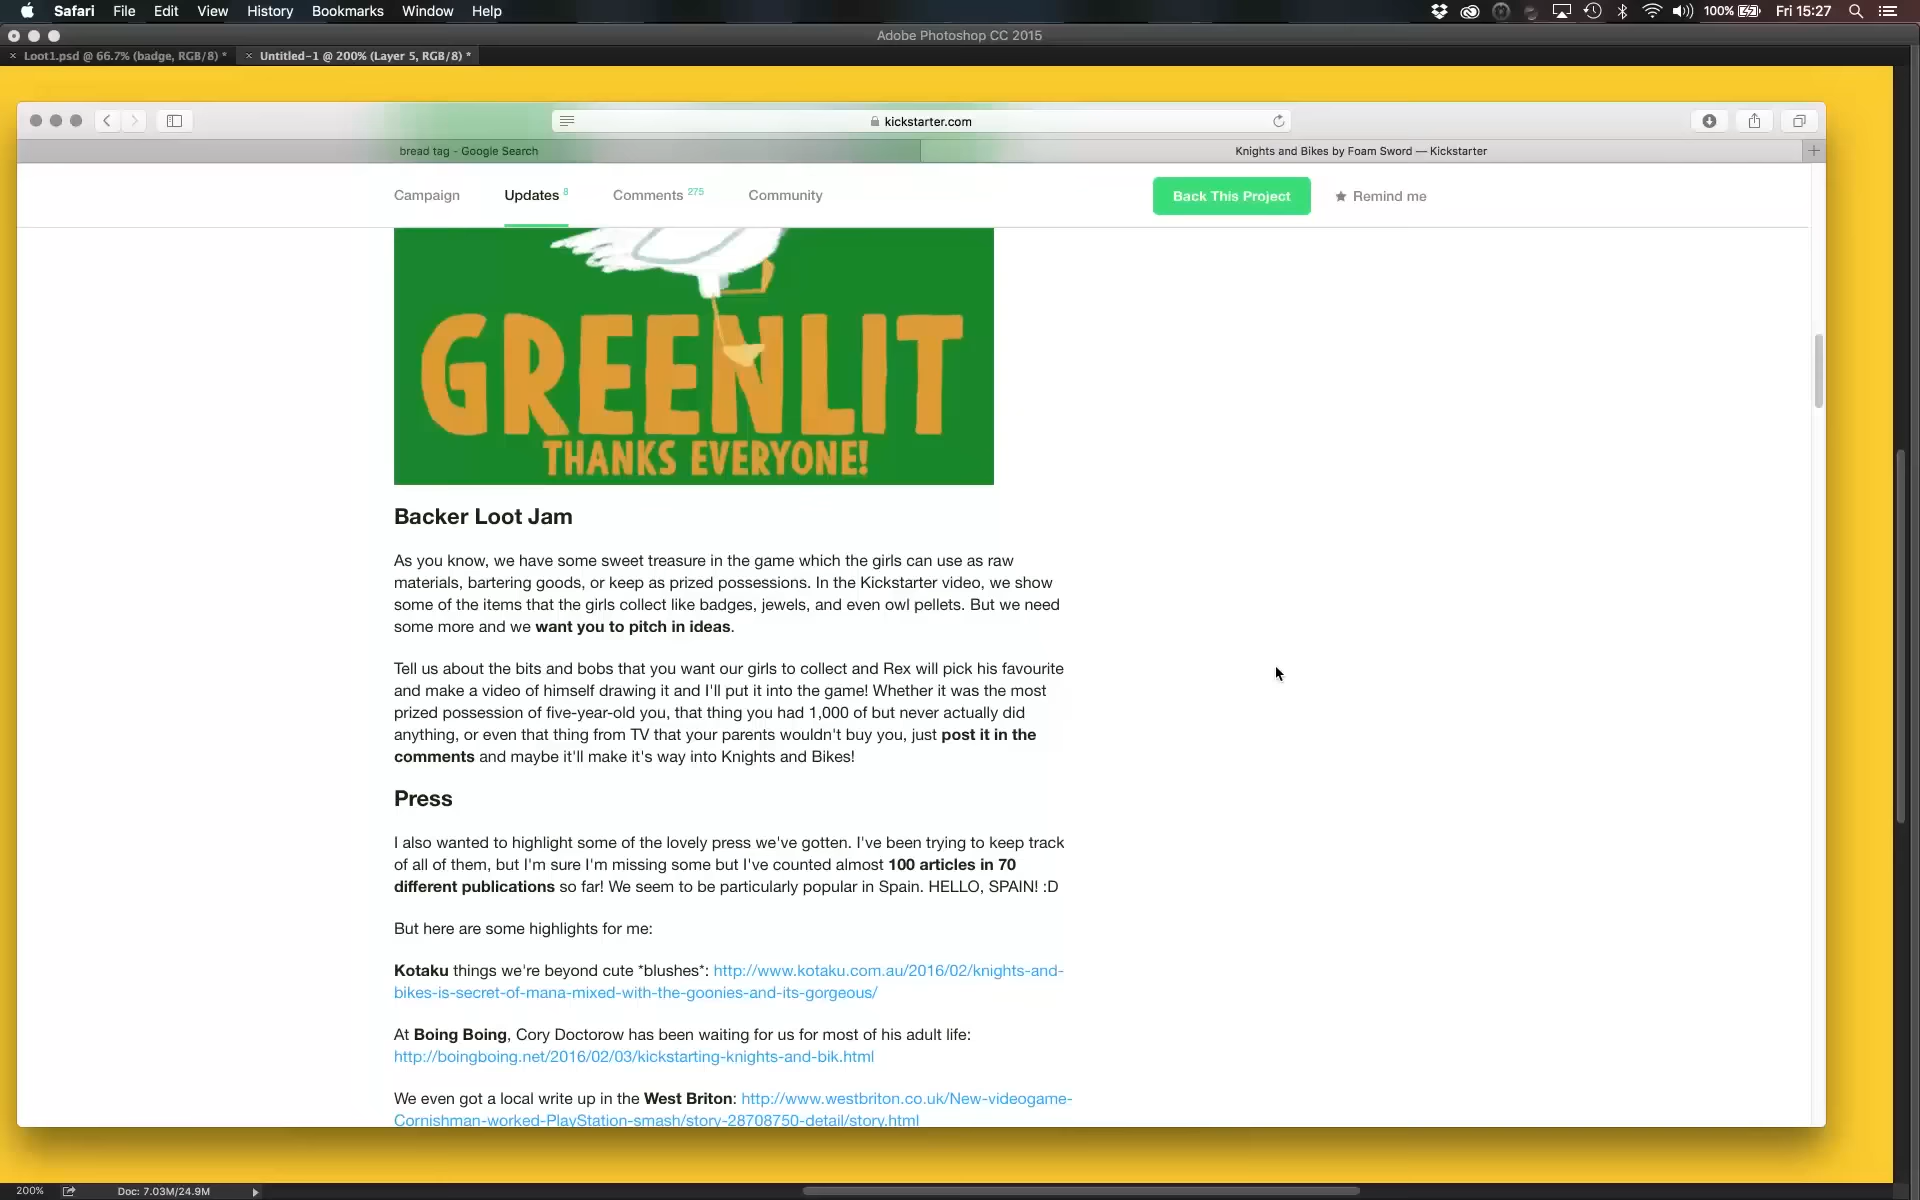 Safari File Edit View History Bookmarks Window Help 100% Fri 15:27
Adobe Photoshop CC 2015
Loot1.psd @ 66.7% (badge, RGB/8) * Untitled-1 @ 200% (Layer 5, RGB/8) *
kickstarter.com
bread tag - Google Search Knights and Bikes by Foam Sword — Kickstarter
Campaign Updates 8 Comments 275 Community Back This Project Remind me
GREENLIT
THANKS EVERYONE!
Backer Loot Jam
As you know, we have some sweet treasure in the game which the girls can use as raw
materials, bartering goods, or keep as prized possessions. In the Kickstarter video, we show
some of the items that the girls collect like badges, jewels, and even owl pellets. But we need
some more and we want you to pitch in ideas.
Tell us about the bits and bobs that you want our girls to collect and Rex will pick his favourite
and make a video of himself drawing it and I'll put it into the game! Whether it was the most
prized possession of five-year-old you, that thing you had 1,000 of but never actually did
anything, or even that thing from TV that your parents wouldn't buy you, just post it in the
comments and maybe it'll make it's way into Knights and Bikes!
Press
I also wanted to highlight some of the lovely press we've gotten. I've been trying to keep track
of all of them, but I'm sure I'm missing some but I've counted almost 100 articles in 70
different publications so far! We seem to be particularly popular in Spain. HELLO, SPAIN! :D
But here are some highlights for me:
Kotaku things we're beyond cute *blushes*: http://www.kotaku.com.au/2016/02/knights-and-
bikes-is-secret-of-mana-mixed-with-the-goonies-and-its-gorgeous/
At Boing Boing, Cory Doctorow has been waiting for us for most of his adult life:
http://boingboing.net/2016/02/03/kickstarting-knights-and-bik.html
We even got a local write up in the West Briton: http://www.westbriton.co.uk/New-videogame-
Cornishman-worked-PlayStation-smash/story-28708750-detail/story.html
200% Doc: 7.03M/24.9M